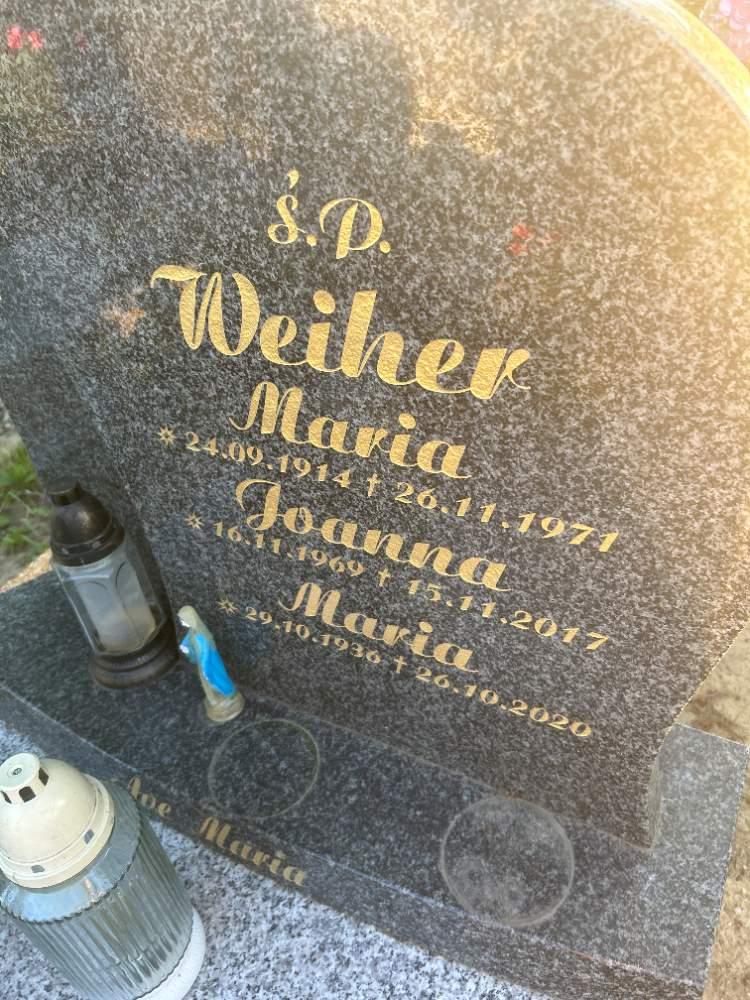 ś.P.
Weiher
Maria
* 24.09.1914 † 26.11.1971
Joanna
* 16.11.1969 † 15.11.2017
Maria
* 29.10.1936 † 26.10.2020
Ave Maria